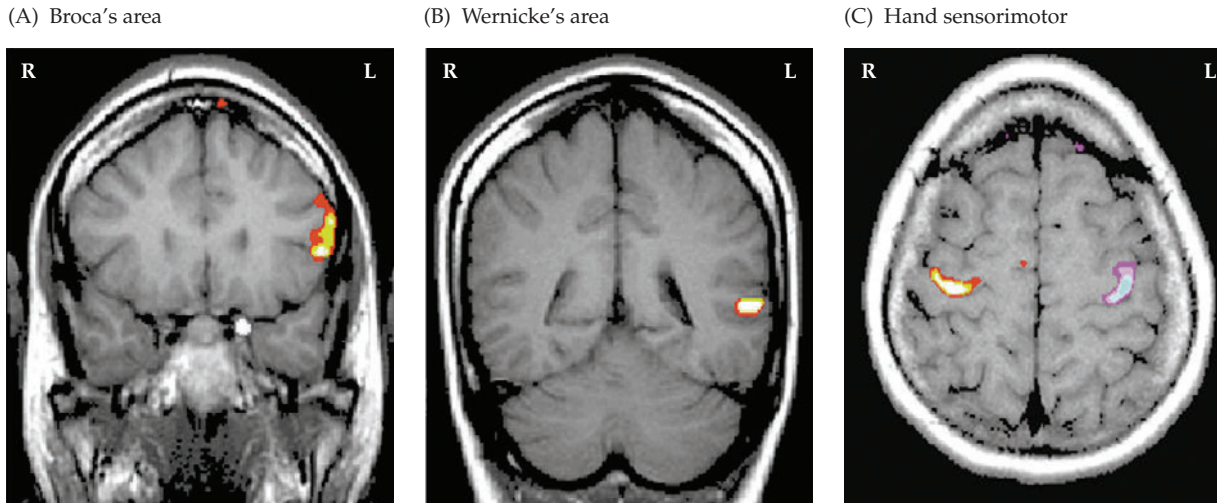 (A) Broca’s area
(B) Wernicke’s area
(C) Hand sensorimotor
R L
R L
R L